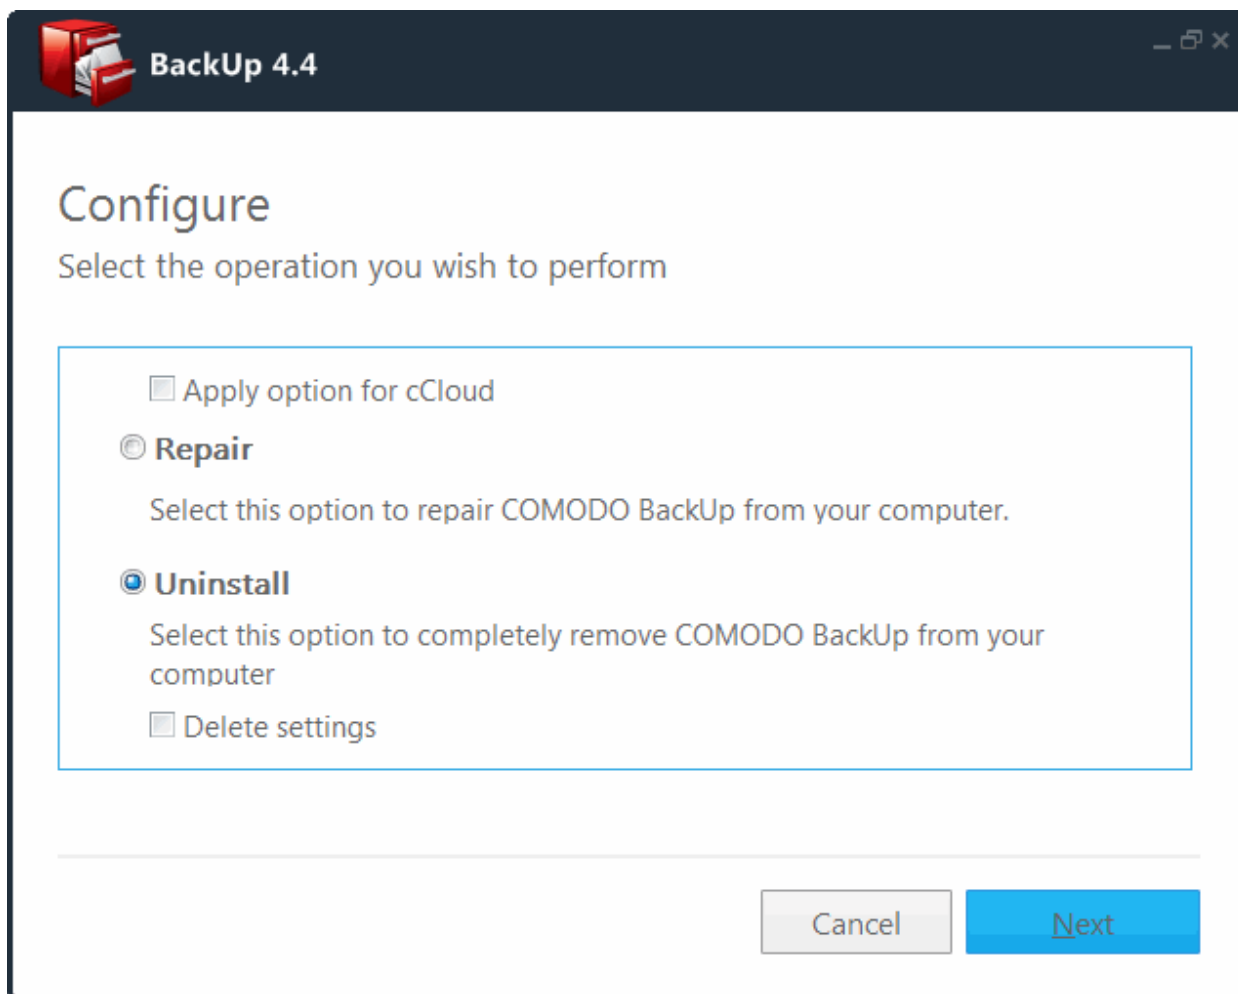 BackUp 4.4
Configure
Select the operation you wish to perform
Apply option for cCloud
Repair
Select this option to repair COMODO BackUp from your computer.
Uninstall
Select this option to completely remove COMODO BackUp from your
computer
Delete settings
Cancel
Next